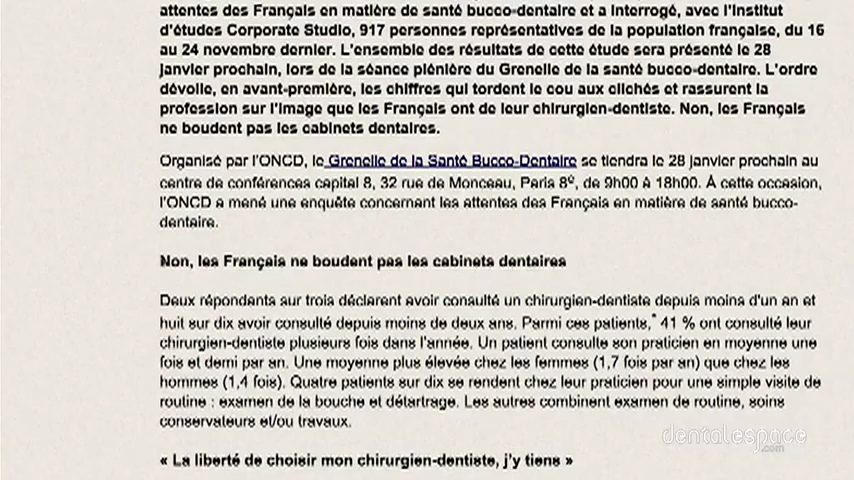 attentes des Français en matière de santé bucco-dentaire et a interrogé, avec l'institut
d'études Corporate Studio, 917 personnes représentatives de la population française, du 16
au 24 novembre dernier. L'ensemble des résultats de cette étude sera présenté le 28
janvier prochain, lors de la séance plénière du Grenelle de la santé bucco-dentaire. L'ordre
dévoile, en avant-première, les chiffres qui tordent le cou aux clichés et rassurent la
profession sur l'image que les Français ont de leur chirurgien-dentiste. Non, les Français
ne boudent pas les cabinets dentaires.
Organisé par l'ONCD, le Grenelle de la Santé Bucco-Dentaire se tiendra le 28 janvier prochain au
centre de conférences capital 8, 32 rue de Monceau, Paris 8e, de 9h00 à 18h00. À cette occasion,
l'ONCD a mené une enquête concernant les attentes des Français en matière de santé bucco-
dentaire.
Non, les Français ne boudent pas les cabinets dentaires
Deux répondants sur trois déclarent avoir consulté un chirurgien-dentiste depuis moins d'un an et
huit sur dix avoir consulté depuis moins de deux ans. Parmi ces patients,* 41 % ont consulté leur
chirurgien-dentiste plusieurs fois dans l'année. Un patient consulte son praticien en moyenne une
fois et demi par an. Une moyenne plus élevée chez les femmes (1,7 fois par an) que chez les
hommes (1,4 fois). Quatre patients sur dix se rendent chez leur praticien pour une simple visite de
routine : examen de la bouche et détartrage. Les autres combinent examen de routine, soins
conservateurs et/ou travaux.
dentalespace
.com
« La liberté de choisir mon chirurgien-dentiste, j'y tiens »